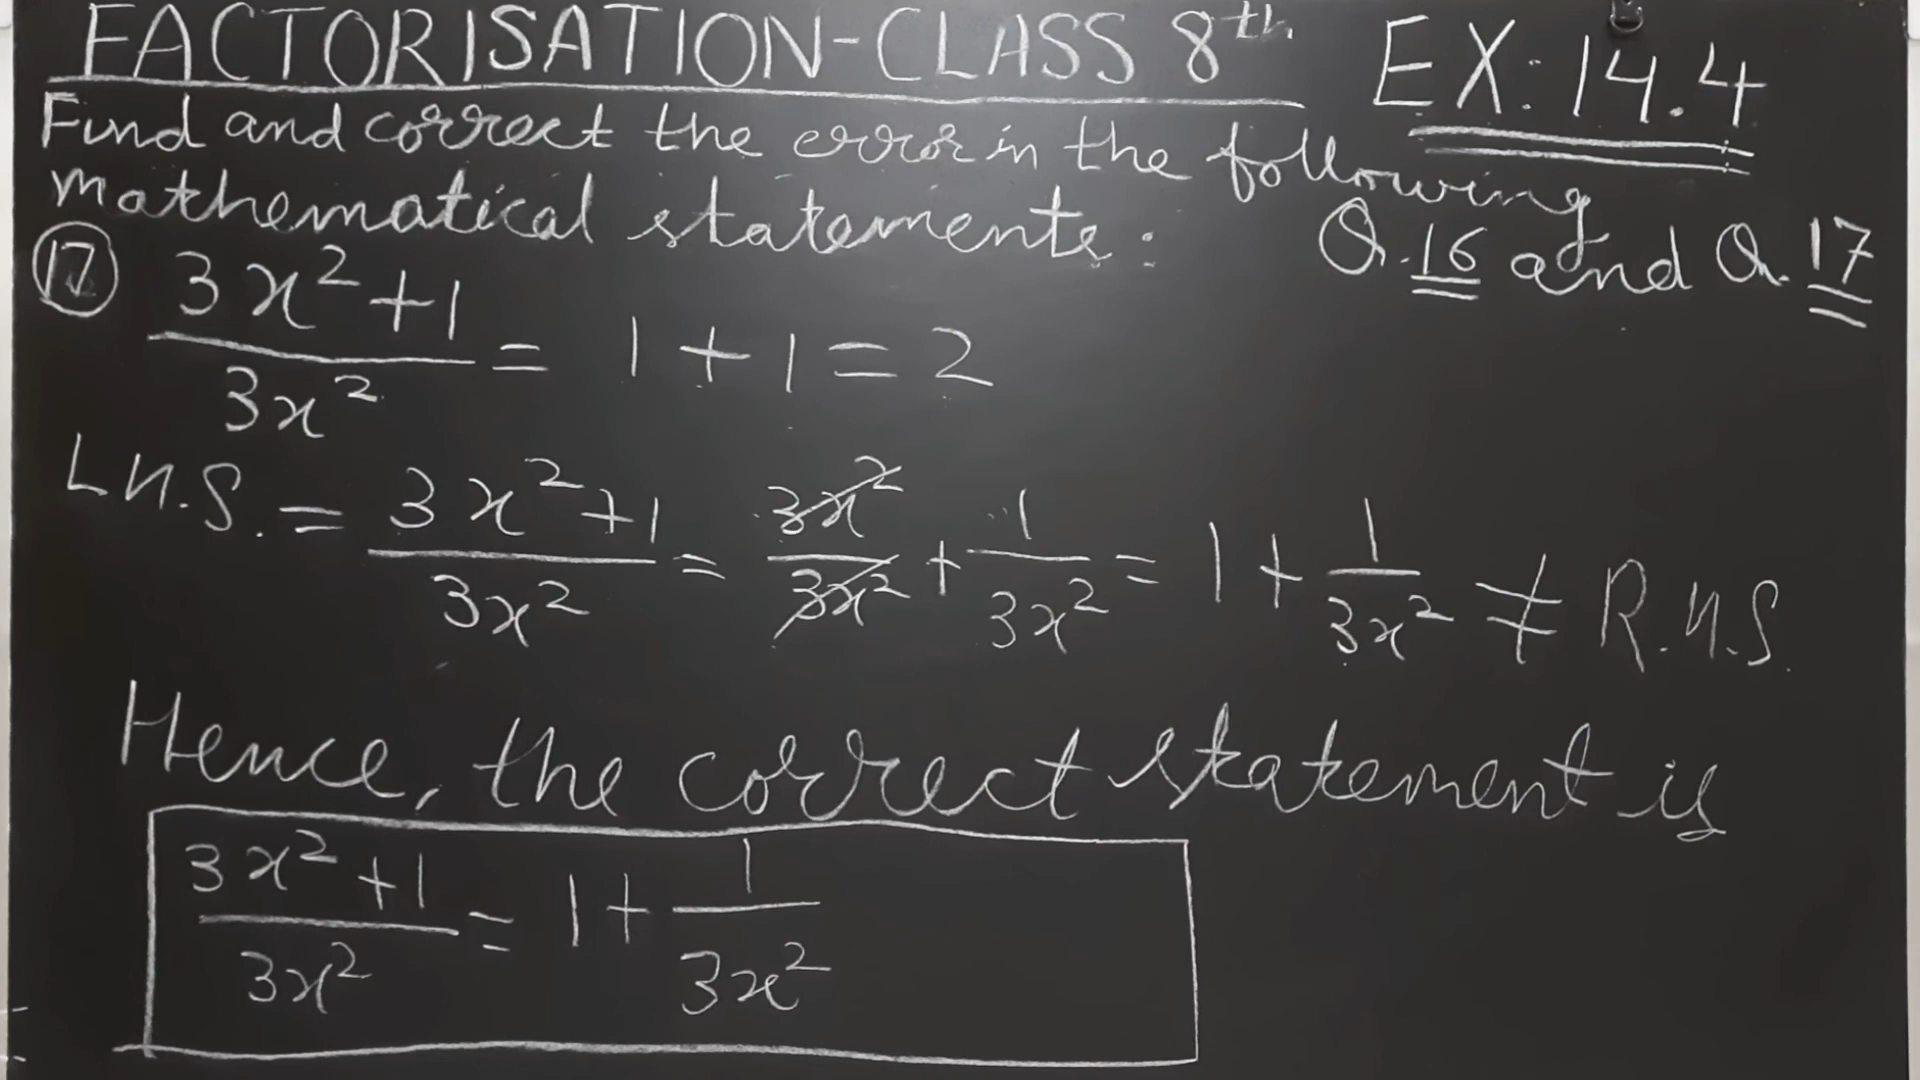 FACTORISATION-CLASS 8th EX: 14.4
Find and correct the error in the following
mathematical statements: Q.16 and Q.17
17 (3x²+1)/(3x²) = 1+1=2
L.H.S. = (3x²+1)/(3x²) = 3x²/3x² + 1/3x² = 1 + 1/3x² ≠ R.H.S.
Hence, the correct statement is
(3x²+1)/(3x²) = 1 + 1/3x²